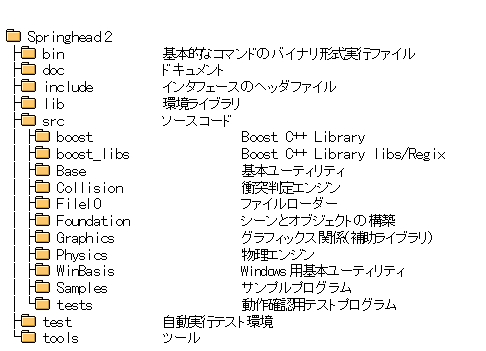 Springhead2
bin 基本的なコマンドのバイナリ形式実行ファイル
doc ドキュメント
include インタフェースのヘッダファイル
lib 環境ライブラリ
src ソースコード
boost Boost C++ Library
boost_libs Boost C++ Library libs/Regix
Base 基本ユーティリティ
Collision 衝突判定エンジン
FileIO ファイルローダー
Foundation シーンとオブジェクトの構築
Graphics グラフィックス関係(補助ライブラリ)
Physics 物理エンジン
WinBasis Windows用基本ユーティリティ
Samples サンプルプログラム
tests 動作確認用テストプログラム
test 自動実行テスト環境
tools ツール